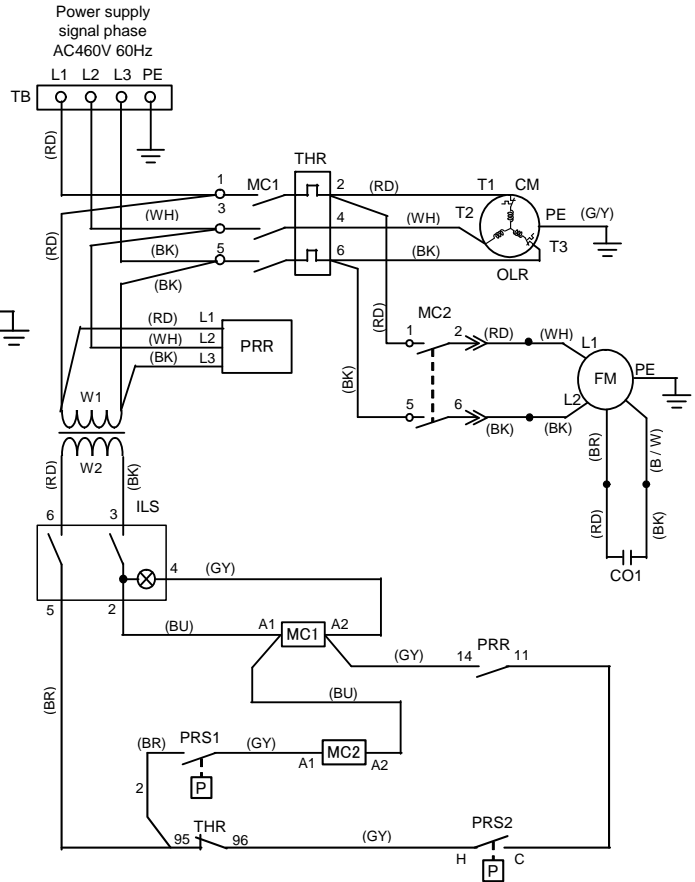 Power supply
signal phase
AC460V 60Hz
L1 L2 L3 PE
TB
(RD)
THR
1 MC1 2 (RD) T1 CM
3 (WH) 4 (WH) T2 PE (G/Y)
5 (BK) 6 (BK) T3
(RD) (BK) OLR
(RD) L1
(WH) L2 PRR
(BK) L3
(RD) MC2
1 2 (RD) (WH) L1
(BK) FM PE
W1 L2
5 6 (BK) (BK)
W2
(RD) (BK) (BR) (B / W)
6 3 ILS
(RD) (BK)
4 (GY) CO1
5 2
(BU) A1 MC1 A2
(GY) 14 PRR 11
(BR) (BU)
PRS1
(BR) (GY) MC2
A1 A2
P
2
THR PRS2
95 96 (GY)
H C
P